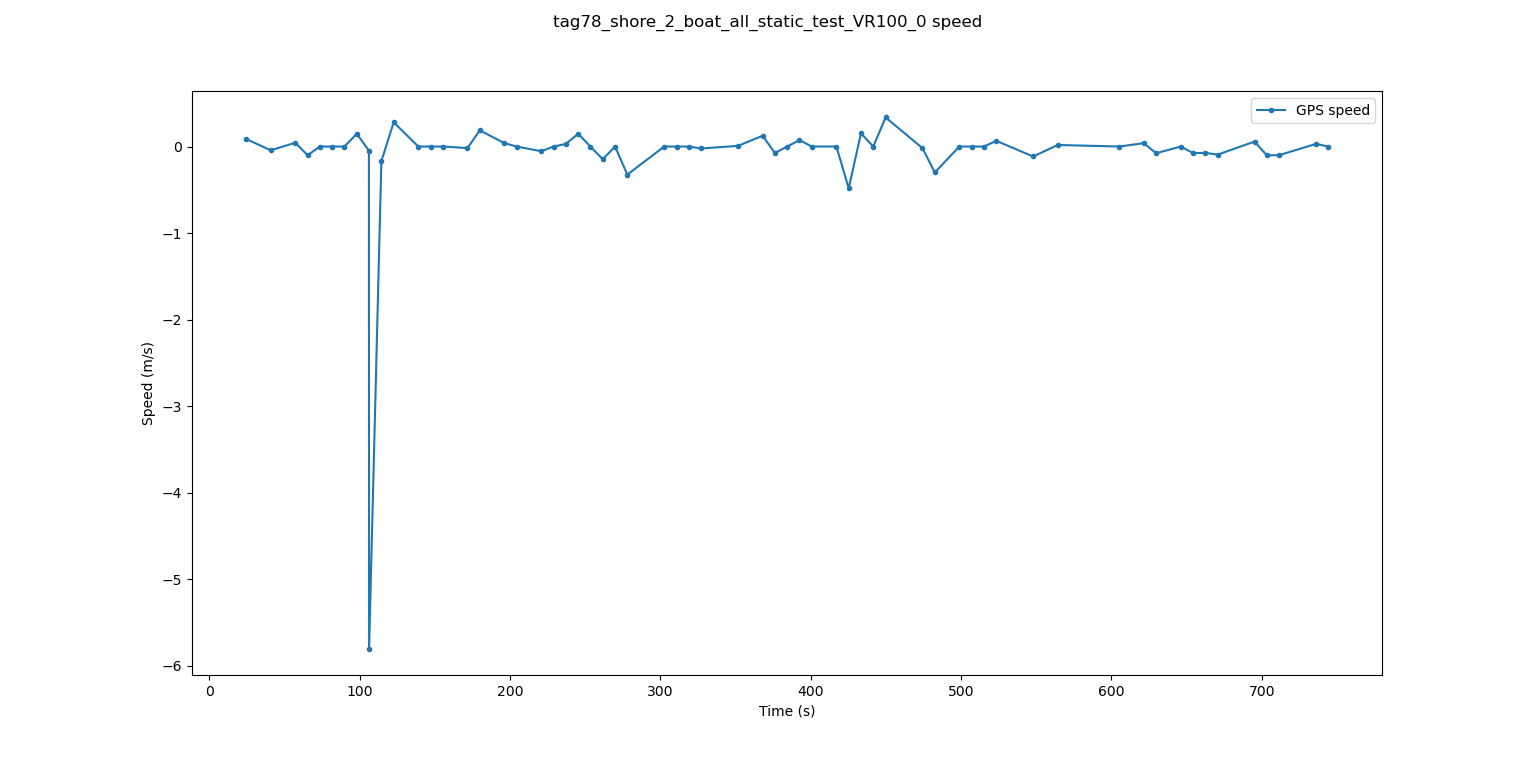 tag78_shore_2_boat_all_static_test_VR100_0 speed
GPS speed
0
−1
−2
−3
−4
−5
−6
Speed (m/s)
0 100 200 300 400 500 600 700
Time (s)